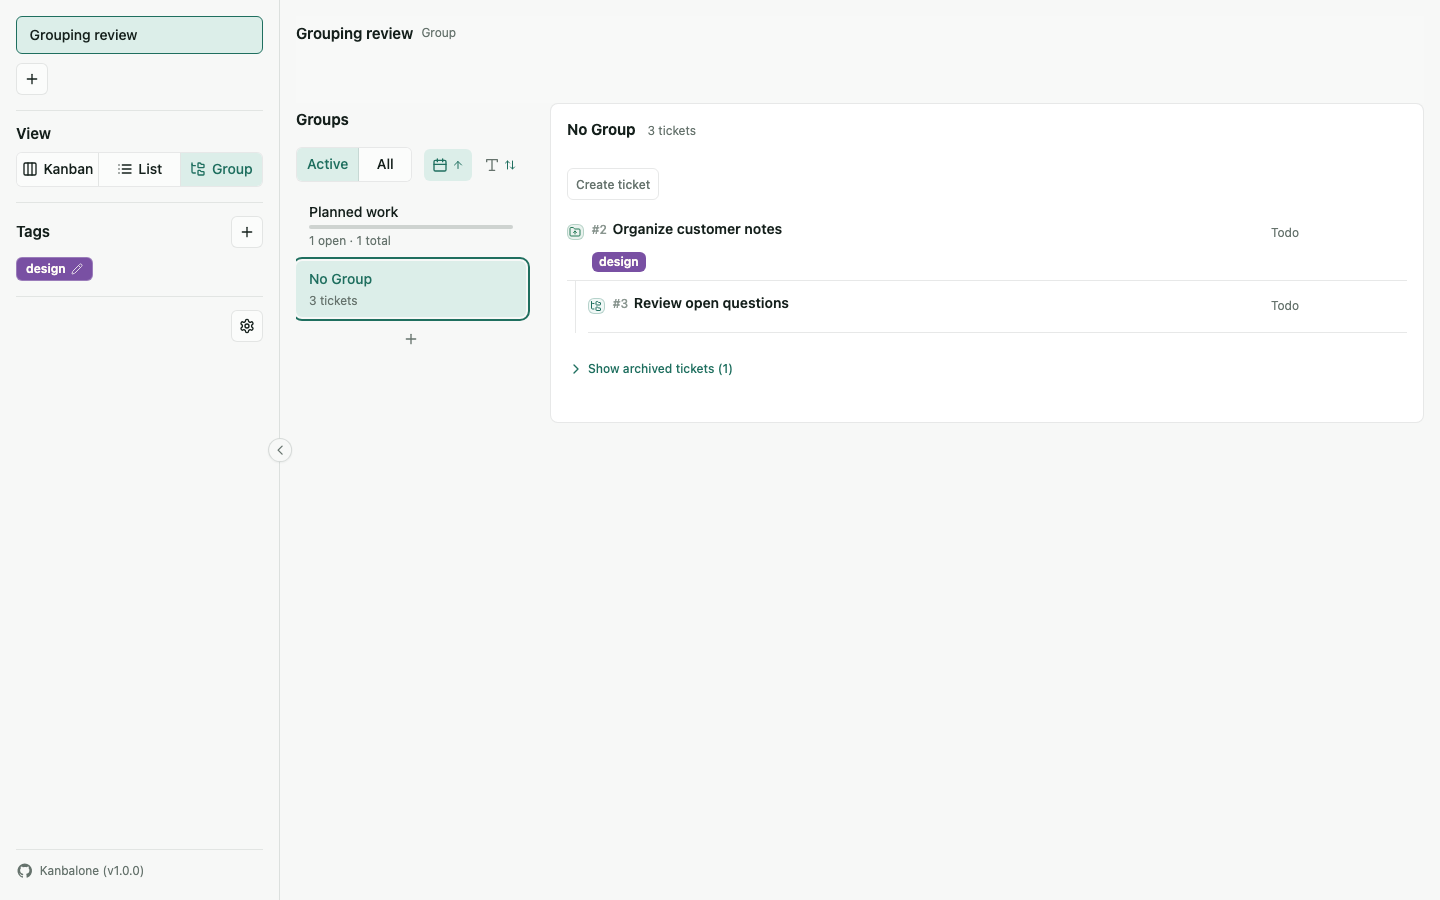 Grouping review
View
Kanban List Group
Tags
design
Kanbalone (v1.0.0)
Grouping review Group
Groups
Active All
Planned work
1 open · 1 total
No Group
3 tickets
No Group 3 tickets
Create ticket
#2 Organize customer notes Todo
design
#3 Review open questions Todo
Show archived tickets (1)